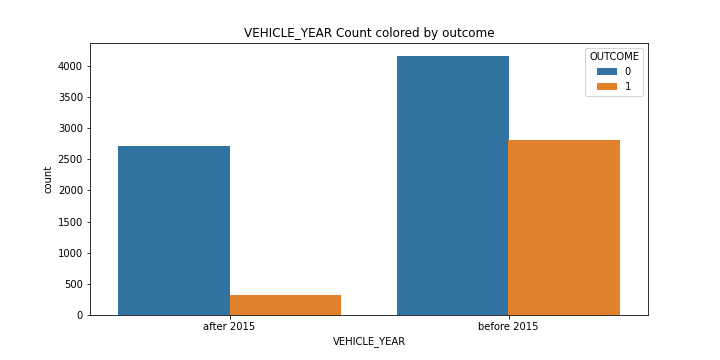 VEHICLE_YEAR Count colored by outcome
OUTCOME
0
1
4000
3500
3000
2500
2000
1500
1000
500
0
count
after 2015
before 2015
VEHICLE_YEAR